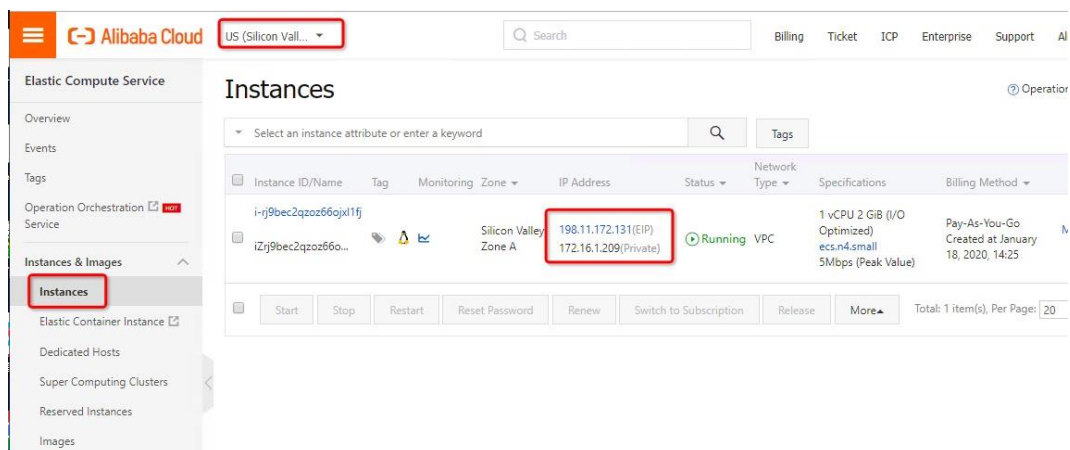 Alibaba Cloud
US (Silicon Vall...
Search
Billing
Ticket
ICP
Enterprise
Support
Elastic Compute Service
Overview
Events
Tags
Operation Orchestration HOT
Service
Instances & Images
Instances
Elastic Container Instance
Dedicated Hosts
Super Computing Clusters
Reserved Instances
Images
Instances
Operation
Select an instance attribute or enter a keyword
Tags
Instance ID/Name
Tag
Monitoring
Zone
IP Address
Status
Network
Type
Specifications
Billing Method
i-rj9bec2qzoz66ojxl1fj
iZrj9bec2qzoz66o...
Silicon Valley
Zone A
198.11.172.131(EIP)
172.16.1.209(Private)
Running
VPC
1 vCPU 2 GiB (I/O
Optimized)
ecs.n4.small
5Mbps (Peak Value)
Pay-As-You-Go
Created at January
18, 2020, 14:25
Start
Stop
Restart
Reset Password
Renew
Switch to Subscription
Release
More
Total: 1 item(s), Per Page: 20